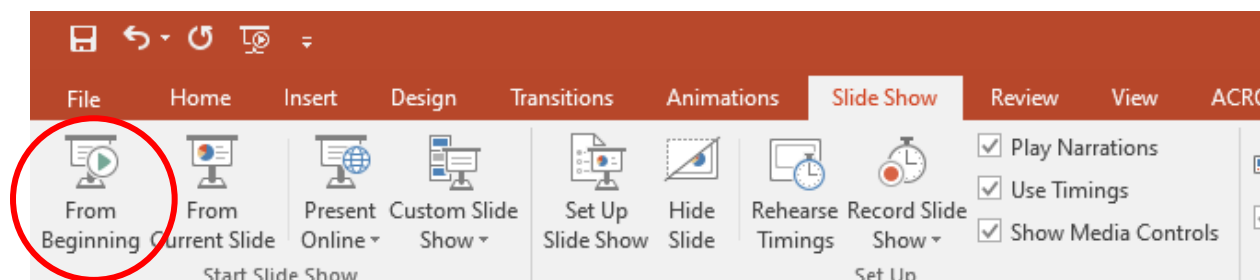 File Home Insert Design Transitions Animations Slide Show Review View ACRO
From From Present Custom Slide Set Up Hide Rehearse Record Slide
Beginning Current Slide Online Show Slide Show Slide Timings Show
Play Narrations
Use Timings
Show Media Controls
Start Slide Show Set Up